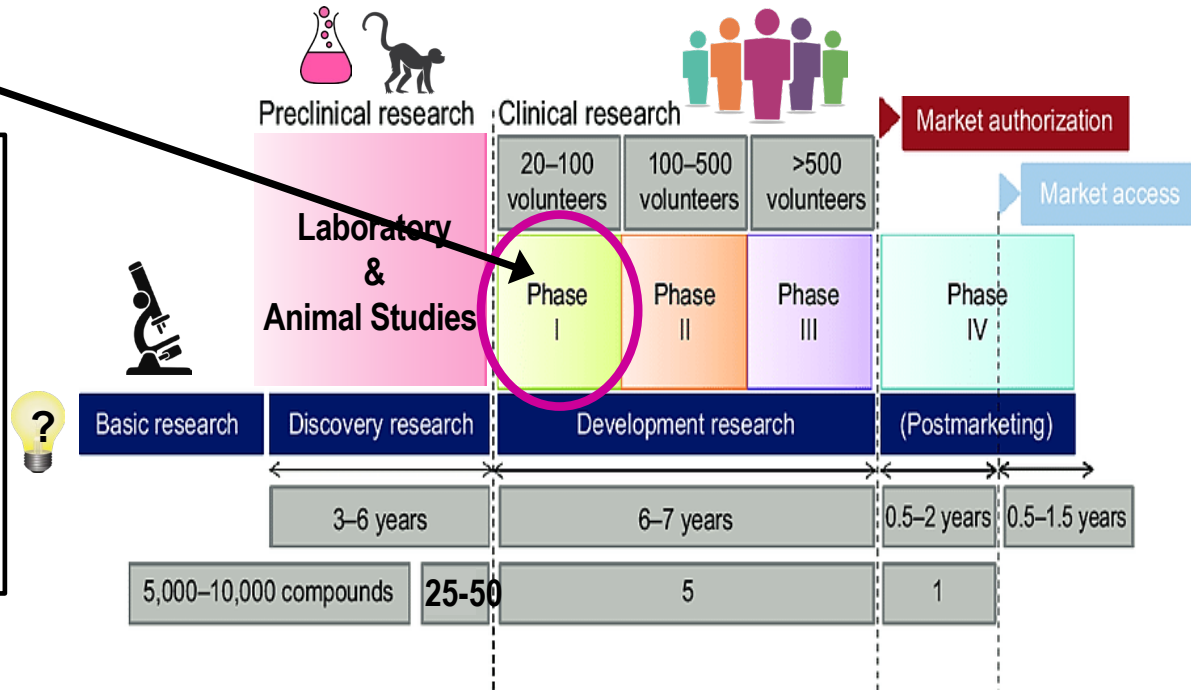 Preclinical research
Clinical research
Market authorization
Market access
20–100
volunteers
100–500
volunteers
>500
volunteers
Laboratory
&
Animal Studies
Phase
I
Phase
II
Phase
III
Phase
IV
?
Basic research
Discovery research
Development research
(Postmarketing)
3–6 years
6–7 years
0.5–2 years
0.5–1.5 years
5,000–10,000 compounds
25-50
5
1